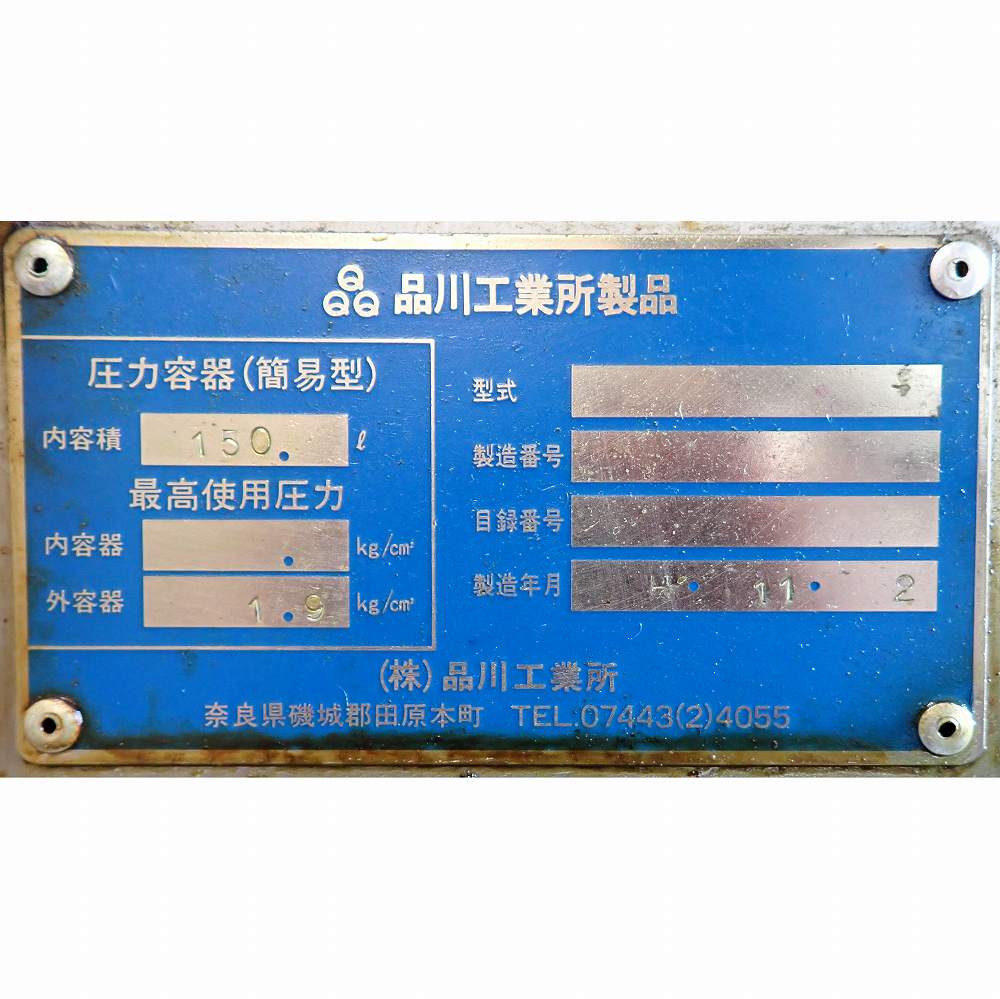 品川工業所製品
圧力容器(簡易型)
内容積 150. ℓ
最高使用圧力
内容器 . kg/cm²
外容器 1.9 kg/cm²
型式
製造番号
目録番号
製造年月 4・11・2
(株)品川工業所
奈良県磯城郡田原本町 TEL.07443(2)4055